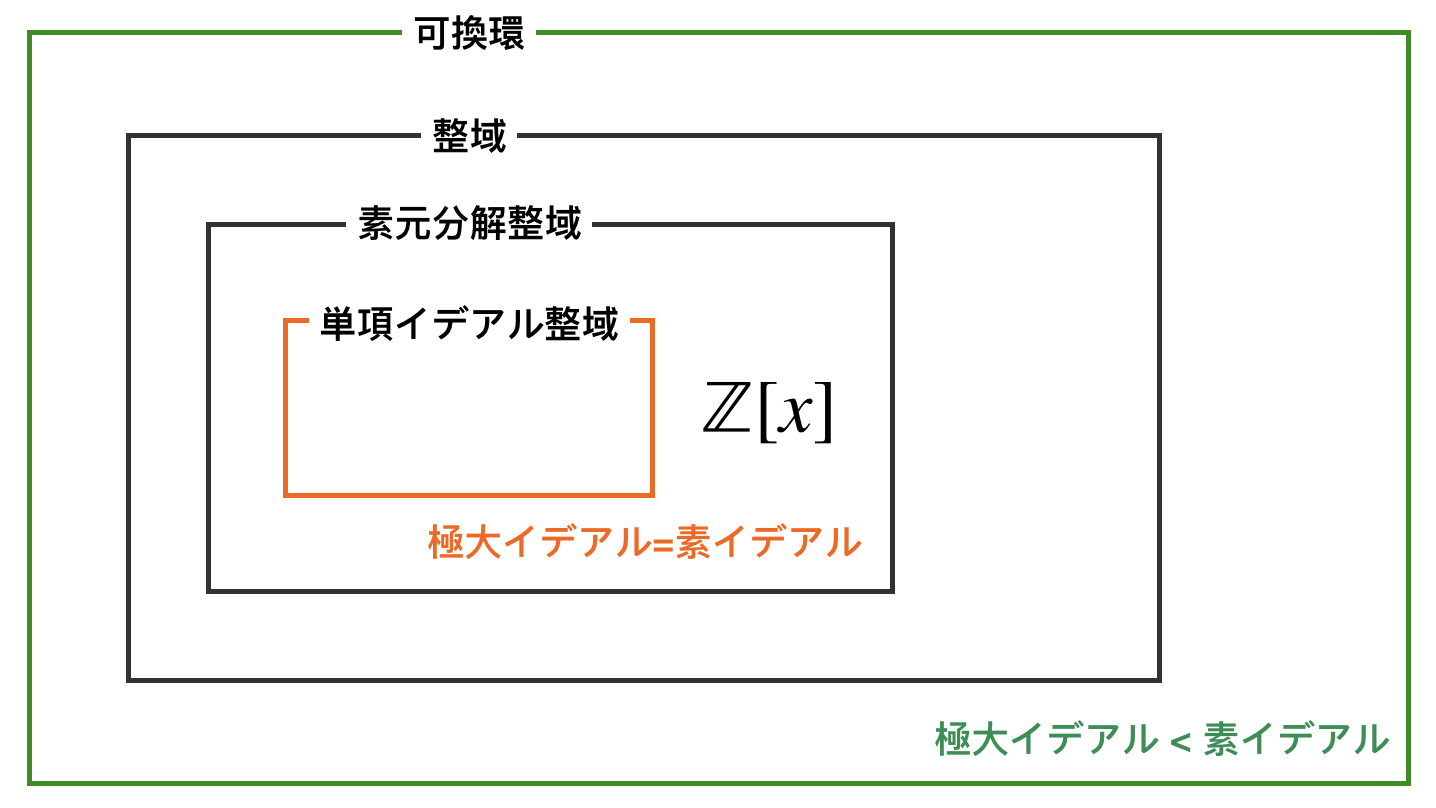 可換環
整域
素元分解整域
単項イデアル整域
ℤ[x]
極大イデアル=素イデアル
極大イデアル < 素イデアル